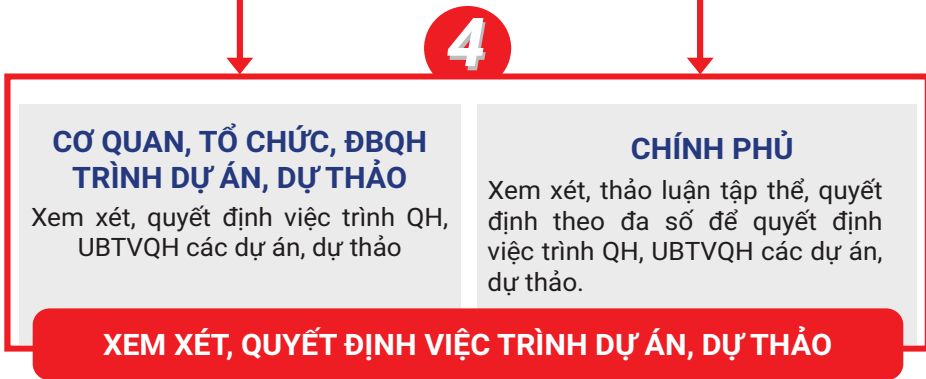 4
CƠ QUAN, TỔ CHỨC, ĐBQH
TRÌNH DỰ ÁN, DỰ THẢO
Xem xét, quyết định việc trình QH,
UBTVQH các dự án, dự thảo
CHÍNH PHỦ
Xem xét, thảo luận tập thể, quyết
định theo đa số để quyết định
việc trình QH, UBTVQH các dự án,
dự thảo.
XEM XÉT, QUYẾT ĐỊNH VIỆC TRÌNH DỰ ÁN, DỰ THẢO